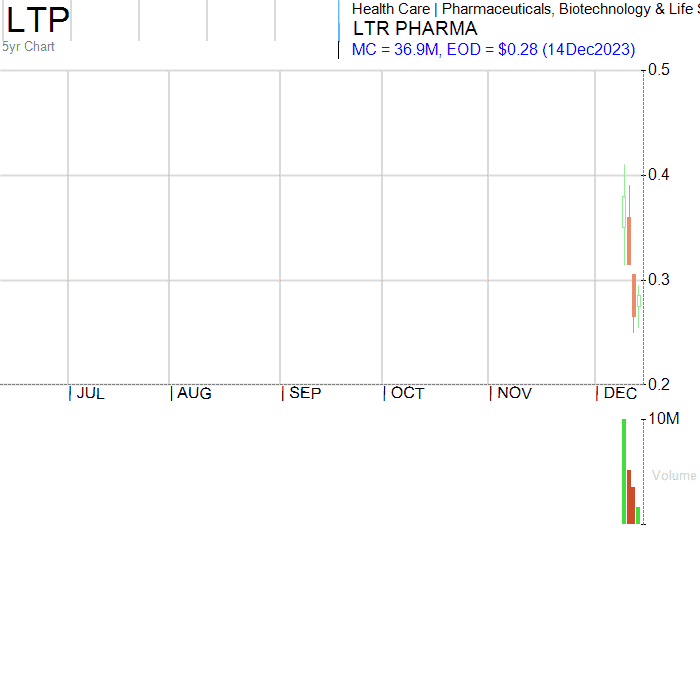 LTP
5yr Chart
Health Care | Pharmaceuticals, Biotechnology & Life
LTR PHARMA
MC = 36.9M, EOD = $0.28 (14Dec2023)
0.5
0.4
0.3
0.2
JUL AUG SEP OCT NOV DEC
10M
Volume